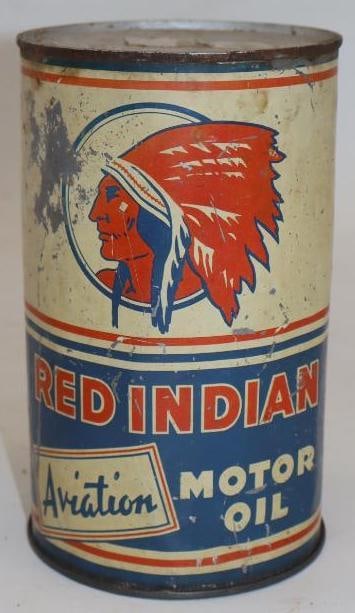 RED INDIAN
Aviation
MOTOR
OIL